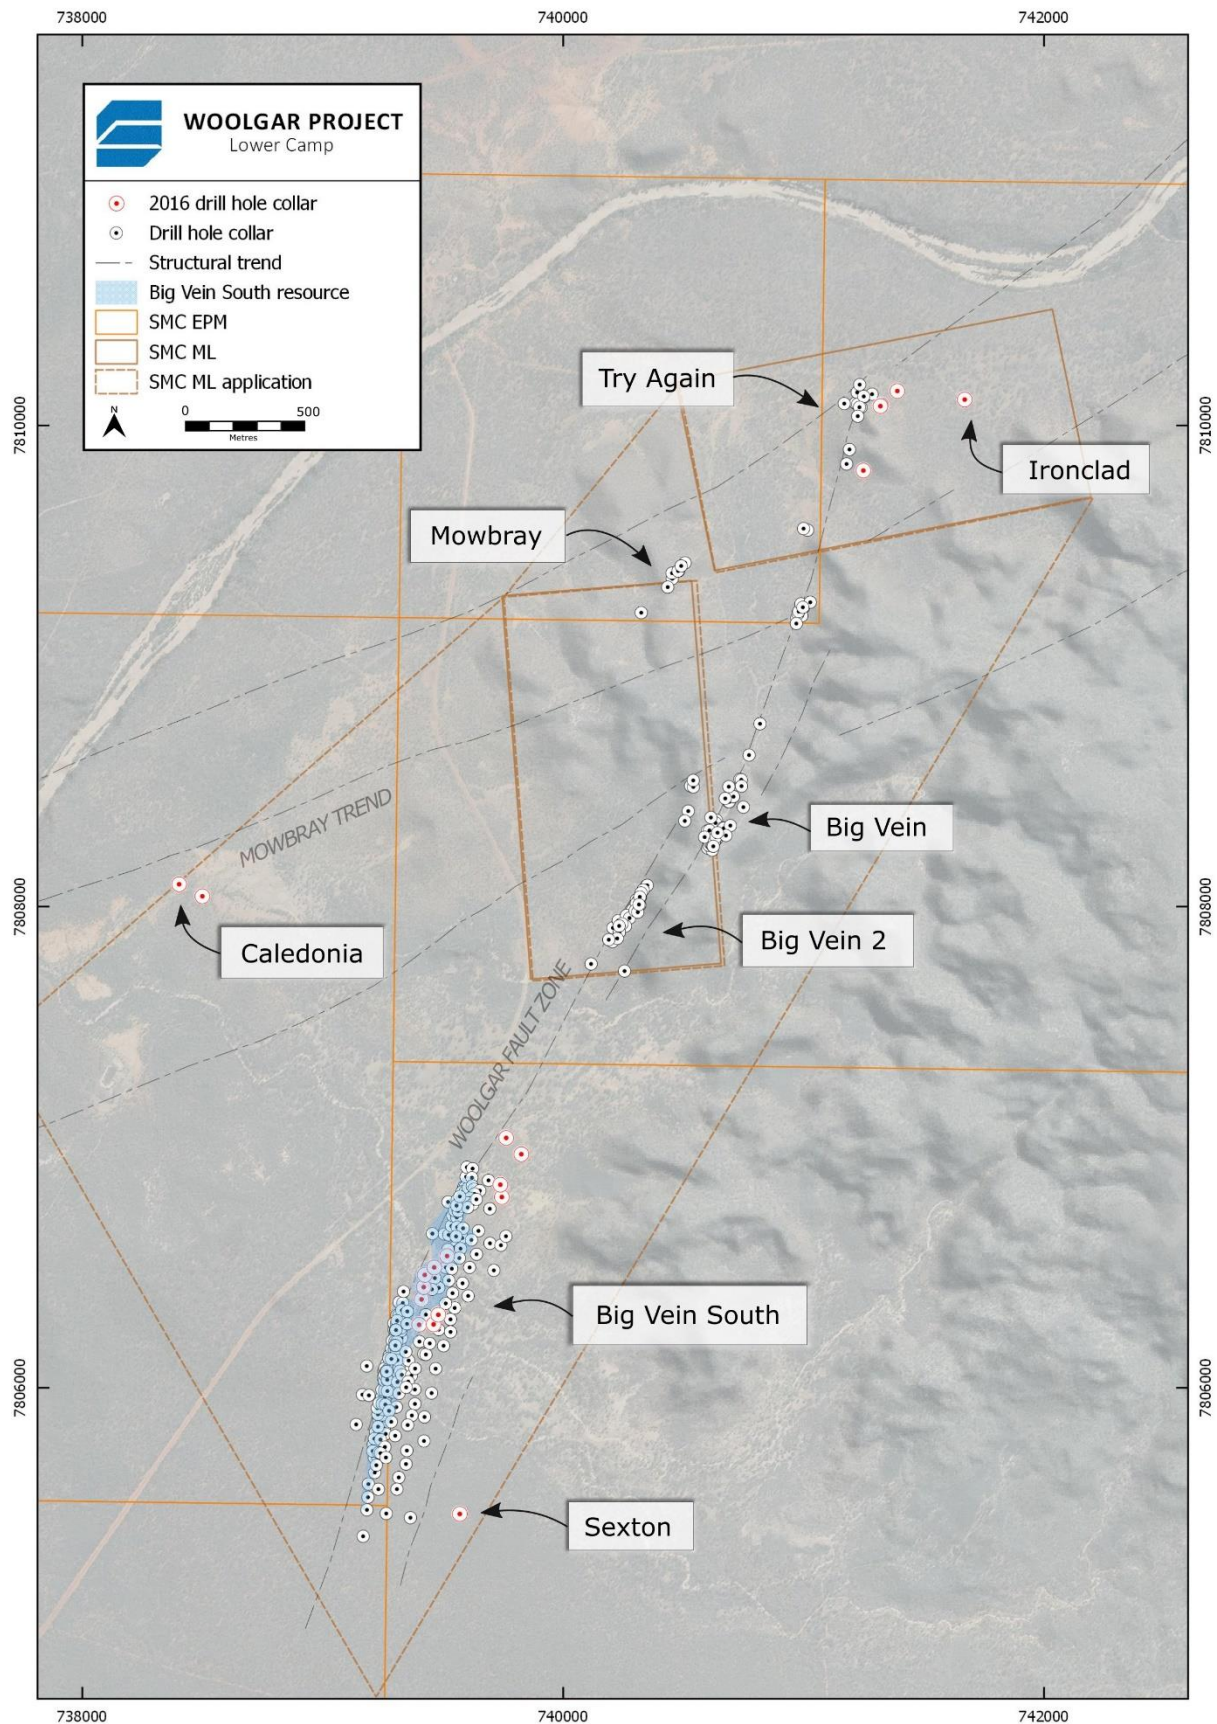 738000
740000
742000
WOOLGAR PROJECT
Lower Camp
2016 drill hole collar
Drill hole collar
Structural trend
Big Vein South resource
SMC EPM
SMC ML
SMC ML application
N
0
500
Metres
Try Again
7810000
7810000
Ironclad
Mowbray
MOWBRAY TREND
Big Vein
7808000
7808000
Caledonia
Big Vein 2
WOOLGAR FAULT ZONE
Big Vein South
7806000
7806000
Sexton
738000
740000
742000